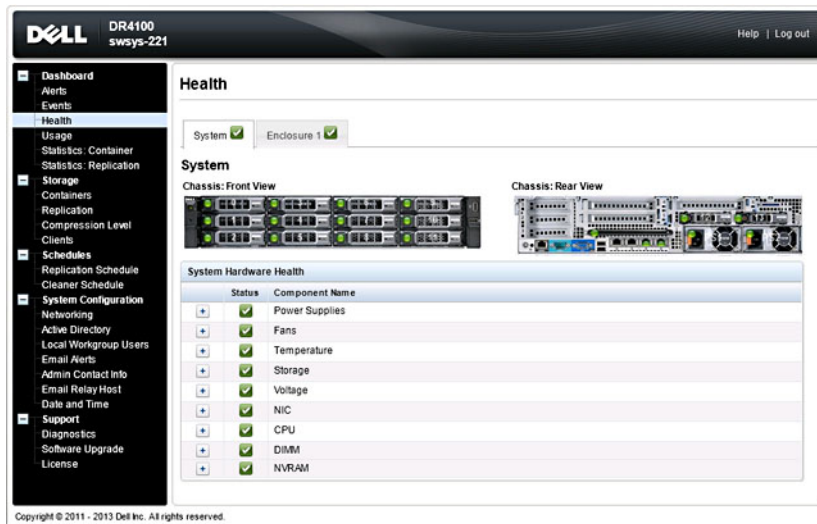 DELL
DR4100
swsys-221
Help | Log out
Dashboard
Alerts
Events
Health
Usage
Statistics: Container
Statistics: Replication
Storage
Containers
Replication
Compression Level
Clients
Schedules
Replication Schedule
Cleaner Schedule
System Configuration
Networking
Active Directory
Local Workgroup Users
Email Alerts
Admin Contact Info
Email Relay Host
Date and Time
Support
Diagnostics
Software Upgrade
License
Health
System
Enclosure 1
System
Chassis: Front View
Chassis: Rear View
System Hardware Health
Status Component Name
Power Supplies
Fans
Temperature
Storage
Voltage
NIC
CPU
DIMM
NVRAM
Copyright © 2011 - 2013 Dell Inc. All rights reserved.